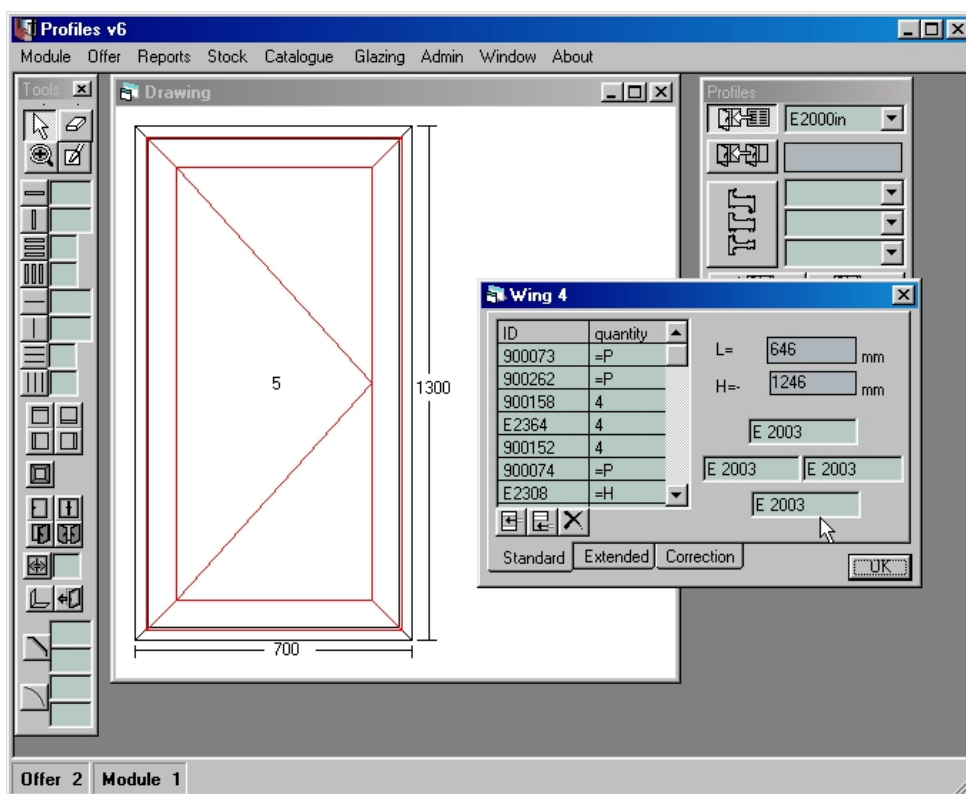 Profiles v6
Module Offer Reports Stock Catalogue Glazing Admin Window About
Tools
Drawing
5
1300
700
Profiles
E2000in
Wing 4
ID quantity
900073 =P
900262 =P
900158 4
E2364 4
900152 4
900074 =P
E2308 =H
L= 646 mm
H=- 1246 mm
E 2003
E 2003 E 2003
E 2003
Standard Extended Correction
OK
Offer 2 Module 1